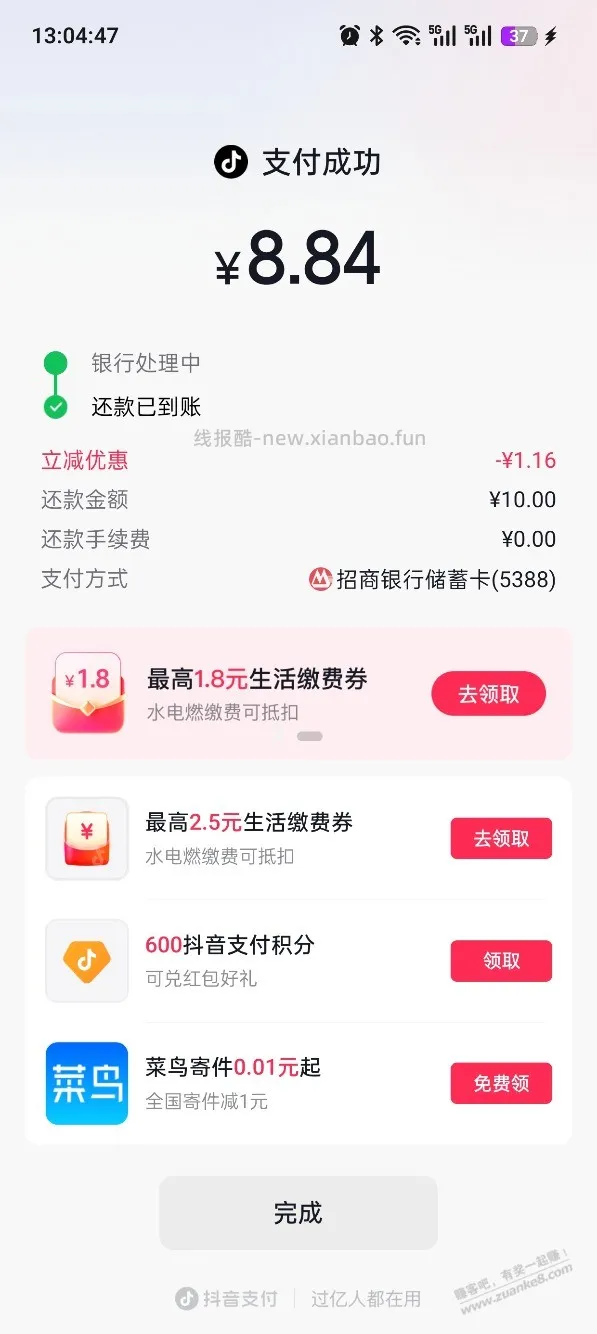 13:04:47 5G 5G 37
支付成功
¥8.84
银行处理中
还款已到账
线报酷-new.xianbao.fun
立减优惠 -¥1.16
还款金额 ¥10.00
还款手续费 ¥0.00
支付方式 招商银行储蓄卡(5388)
¥1.8 最高1.8元生活缴费券 去领取
水电燃缴费可抵扣
¥ 最高2.5元生活缴费券 去领取
水电燃缴费可抵扣
600抖音支付积分 领取
可兑红包好礼
菜鸟 菜鸟寄件0.01元起 免费领
全国寄件减1元
完成
抖音支付 | 过亿人都在用
赚客吧，有奖一起赚！
www.zuanke8.com